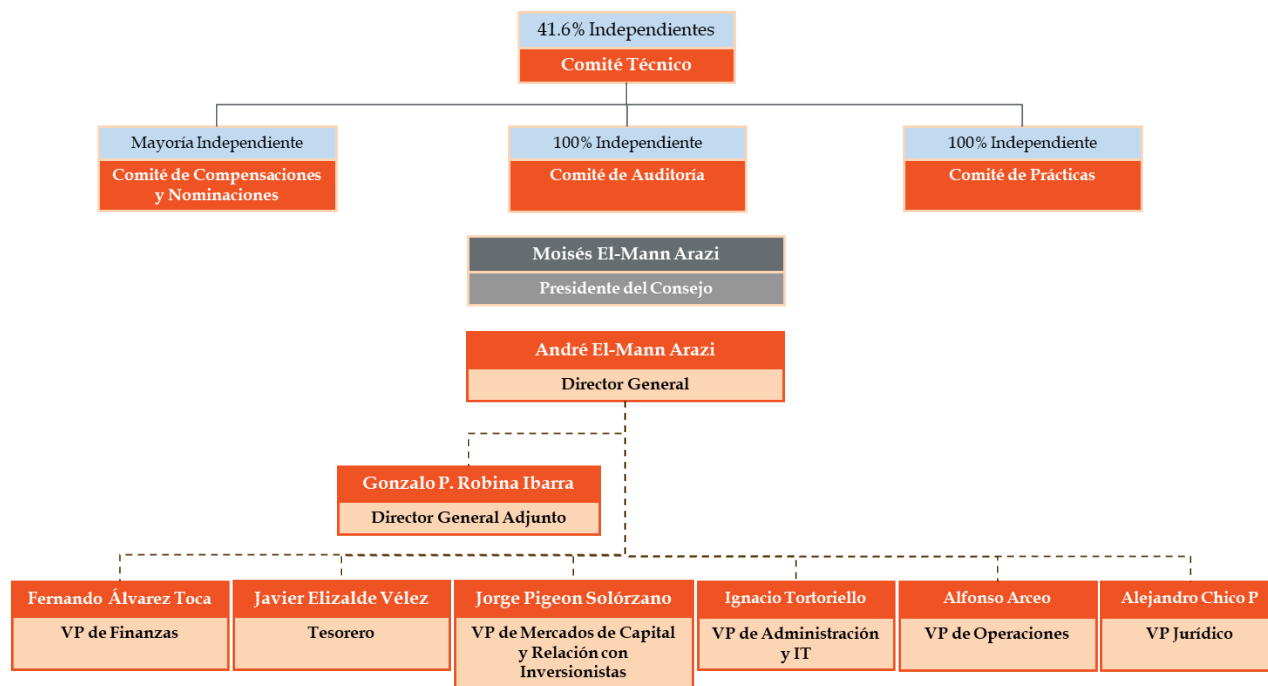 41.6% Independientes
Comité Técnico
Mayoría Independiente
Comité de Compensaciones
y Nominaciones
100% Independiente
Comité de Auditoría
100% Independiente
Comité de Prácticas
Moisés El-Mann Arazi
Presidente del Consejo
André El-Mann Arazi
Director General
Gonzalo P. Robina Ibarra
Director General Adjunto
Fernando Álvarez Toca
VP de Finanzas
Javier Elizalde Vélez
Tesorero
Jorge Pigeon Solórzano
VP de Mercados de Capital
y Relación con
Inversionistas
Ignacio Tortoriello
VP de Administración
y IT
Alfonso Arceo
VP de Operaciones
Alejandro Chico P
VP Jurídico